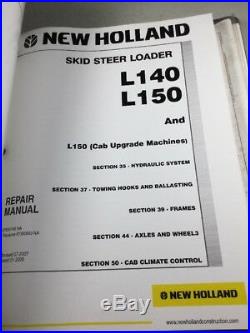 NEW HOLLAND
SKID STEER LOADER
L140
L150
And
L150 (Cab Upgrade Machines)
SECTION 35 - HYDRAULIC SYSTEM
SECTION 37 - TOWING HOOKS AND BALLASTING
SECTION 39 - FRAMES
SECTION 44 - AXLES AND WHEELS
SECTION 50 - CAB CLIMATE CONTROL
REPAIR
MANUAL
NEW HOLLAND
www.newhollandconstruction.com